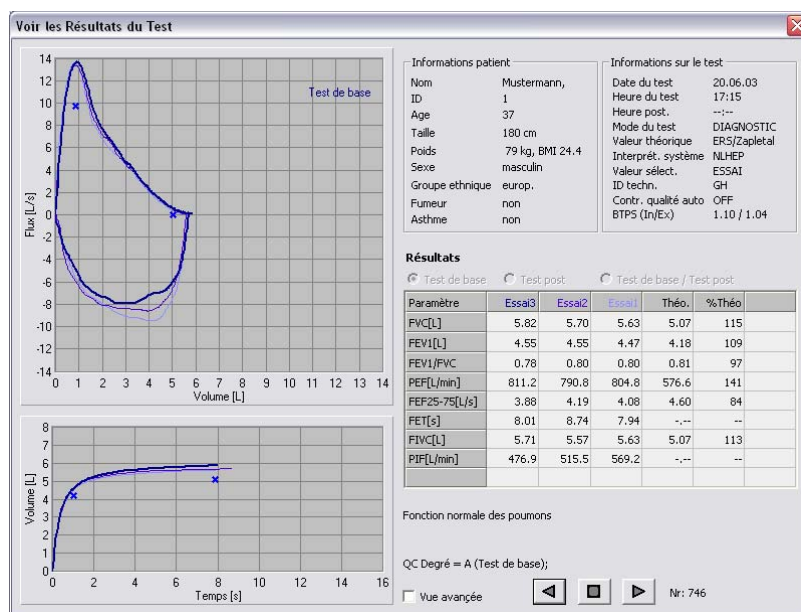 Voir les Résultats du Test
14
12
10
8
6
4
2
0
-2
-4
-6
-8
-10
-12
-14
Flux [L/s]
Test de base
0 1 2 3 4 5 6 7 8 9 10 11 12 13 14
Volume [L]
8
7
6
5
4
3
2
1
0
Volume [L]
0 2 4 6 8 10 12 14 16
Temps [s]
Informations patient
Nom Mustermann,
ID 1
Age 37
Taille 180 cm
Poids 79 kg, BMI 24.4
Sexe masculin
Groupe ethnique europ.
Fumeur non
Asthme non
Informations sur le test
Date du test 20.06.03
Heure du test 17:15
Heure post. --:--
Mode du test DIAGNOSTIC
Valeur théorique ERS/Zapletal
Interprét. système NLHEP
Valeur sélect. ESSAI
ID techn. GH
Contr. qualité auto OFF
BTPS (In/Ex) 1.10 / 1.04
Résultats
Test de base Test post Test de base / Test post
Paramètre Essai3 Essai2 Essai1 Théo. %Théo
FVC[L] 5.82 5.70 5.63 5.07 115
FEV1[L] 4.55 4.55 4.47 4.18 109
FEV1/FVC 0.78 0.80 0.80 0.81 97
PEF[L/min] 811.2 790.8 804.8 576.6 141
FEF25-75[L/s] 3.88 4.19 4.08 4.60 84
FET[s] 8.01 8.74 7.94 -.-- --
FIVC[L] 5.71 5.57 5.63 5.07 113
PIF[L/min] 476.9 515.5 569.2 -.-- --
Fonction normale des poumons
QC Degré = A (Test de base);
Vue avançée
Nr: 746